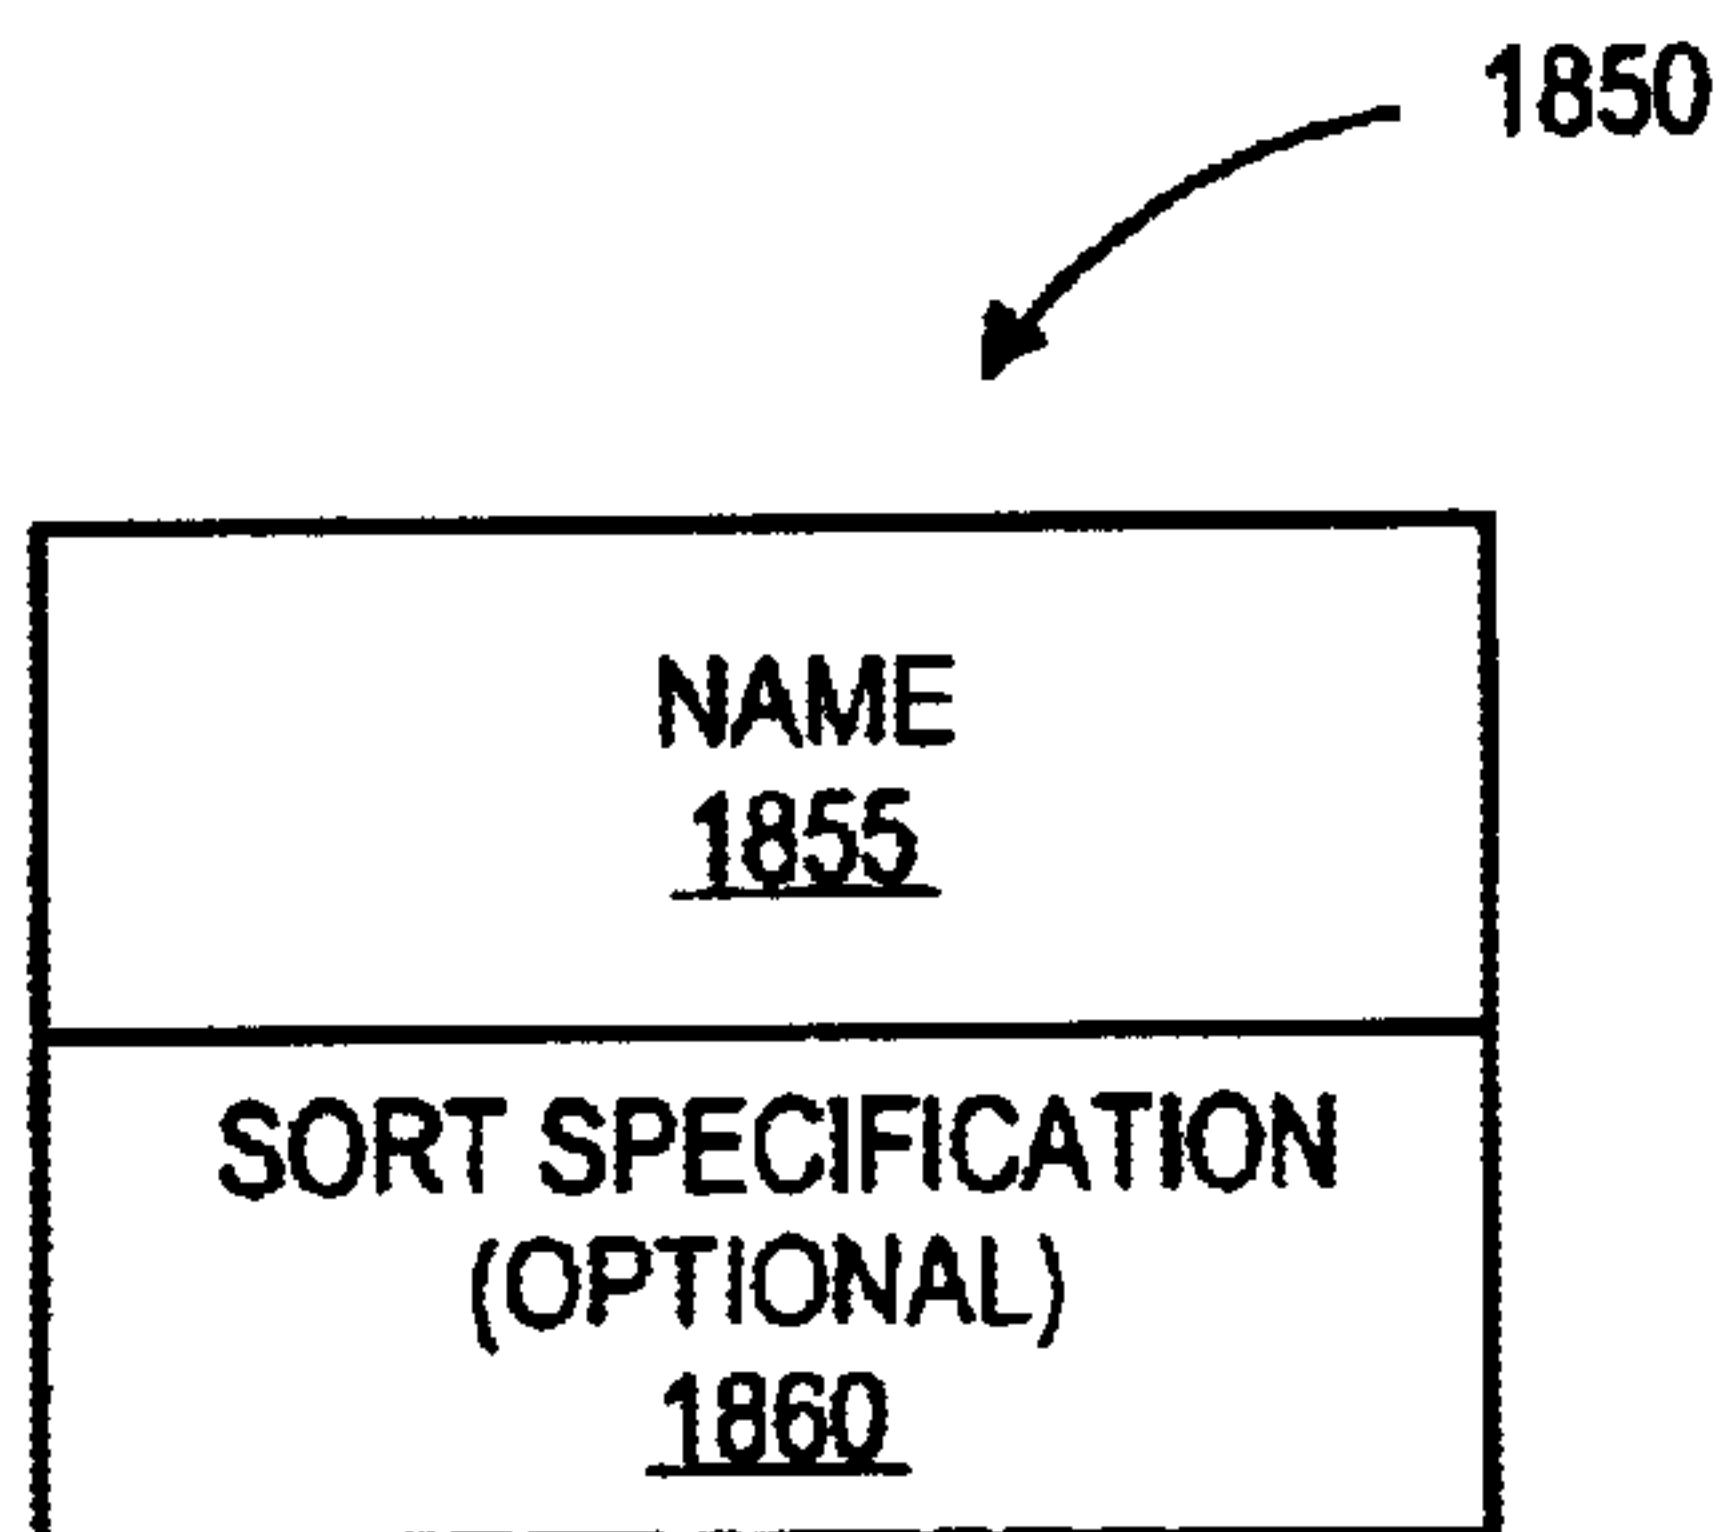 1850
NAME
1855
SORT SPECIFICATION
(OPTIONAL)
1860